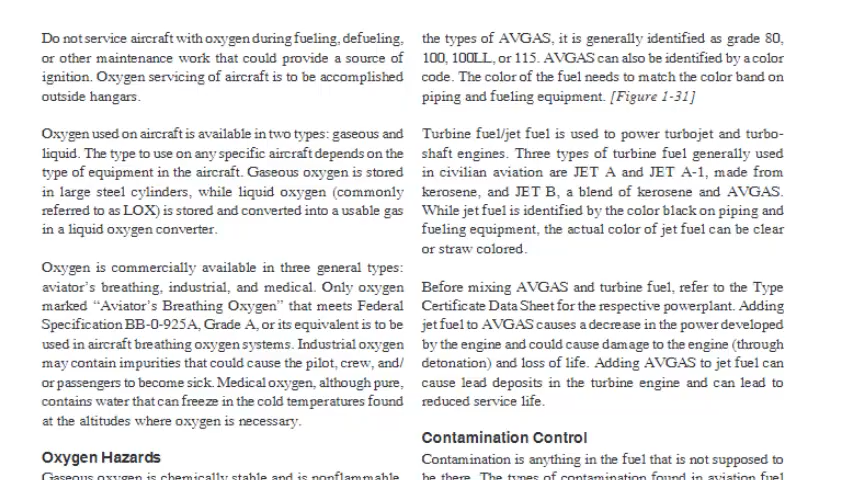 Do not service aircraft with oxygen during fueling, defueling,
or other maintenance work that could provide a source of
ignition. Oxygen servicing of aircraft is to be accomplished
outside hangars.
Oxygen used on aircraft is available in two types: gaseous and
liquid. The type to use on any specific aircraft depends on the
type of equipment in the aircraft. Gaseous oxygen is stored
in large steel cylinders, while liquid oxygen (commonly
referred to as LOX) is stored and converted into a usable gas
in a liquid oxygen converter.
Oxygen is commercially available in three general types:
aviator's breathing, industrial, and medical. Only oxygen
marked “Aviator's Breathing Oxygen” that meets Federal
Specification BB-0-925A, Grade A, or its equivalent is to be
used in aircraft breathing oxygen systems. Industrial oxygen
may contain impurities that could cause the pilot, crew, and/
or passengers to become sick. Medical oxygen, although pure,
contains water that can freeze in the cold temperatures found
at the altitudes where oxygen is necessary.
Oxygen Hazards
Gaseous oxygen is chemically stable and is nonflammable.
the types of AVGAS, it is generally identified as grade 80,
100, 100LL, or 115. AVGAS can also be identified by a color
code. The color of the fuel needs to match the color band on
piping and fueling equipment. [Figure 1-31]
Turbine fuel/jet fuel is used to power turbojet and turbo-
shaft engines. Three types of turbine fuel generally used
in civilian aviation are JET A and JET A-1, made from
kerosene, and JET B, a blend of kerosene and AVGAS.
While jet fuel is identified by the color black on piping and
fueling equipment, the actual color of jet fuel can be clear
or straw colored.
Before mixing AVGAS and turbine fuel, refer to the Type
Certificate Data Sheet for the respective powerplant. Adding
jet fuel to AVGAS causes a decrease in the power developed
by the engine and could cause damage to the engine (through
detonation) and loss of life. Adding AVGAS to jet fuel can
cause lead deposits in the turbine engine and can lead to
reduced service life.
Contamination Control
Contamination is anything in the fuel that is not supposed to
be there. The types of contamination found in aviation fuel